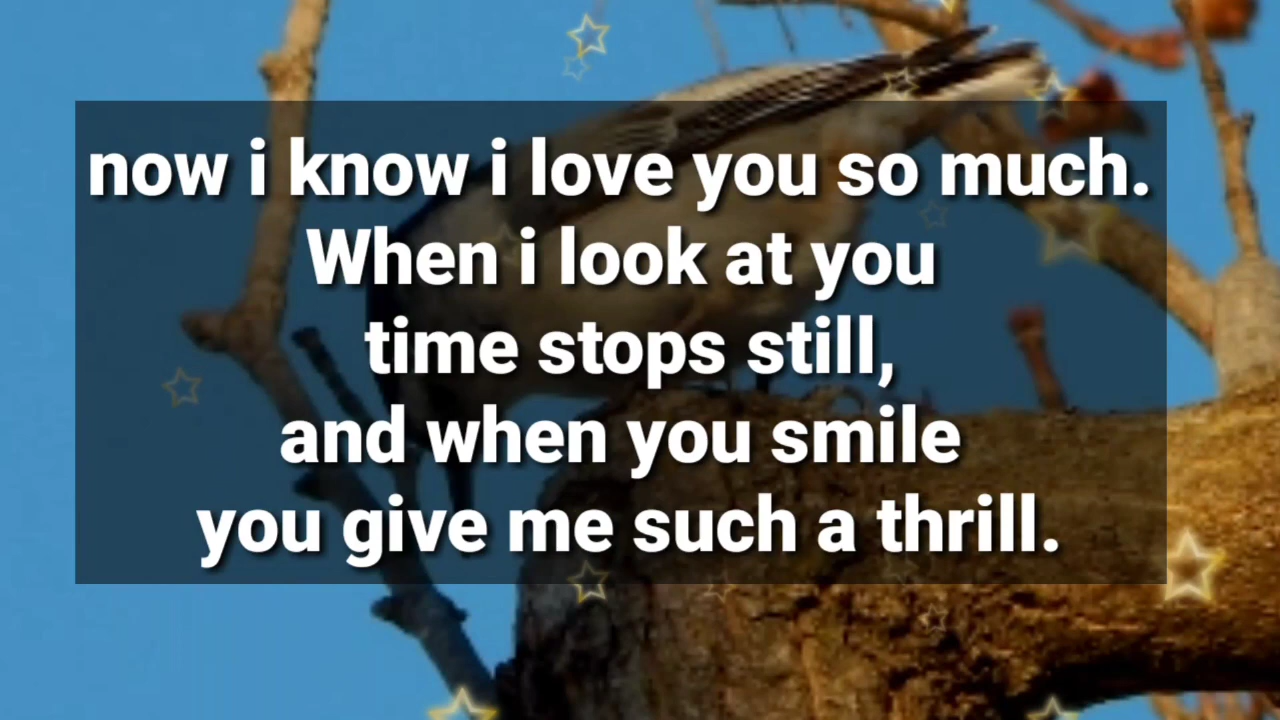 now i know i love you so much.
When i look at you
time stops still,
and when you smile
you give me such a thrill.